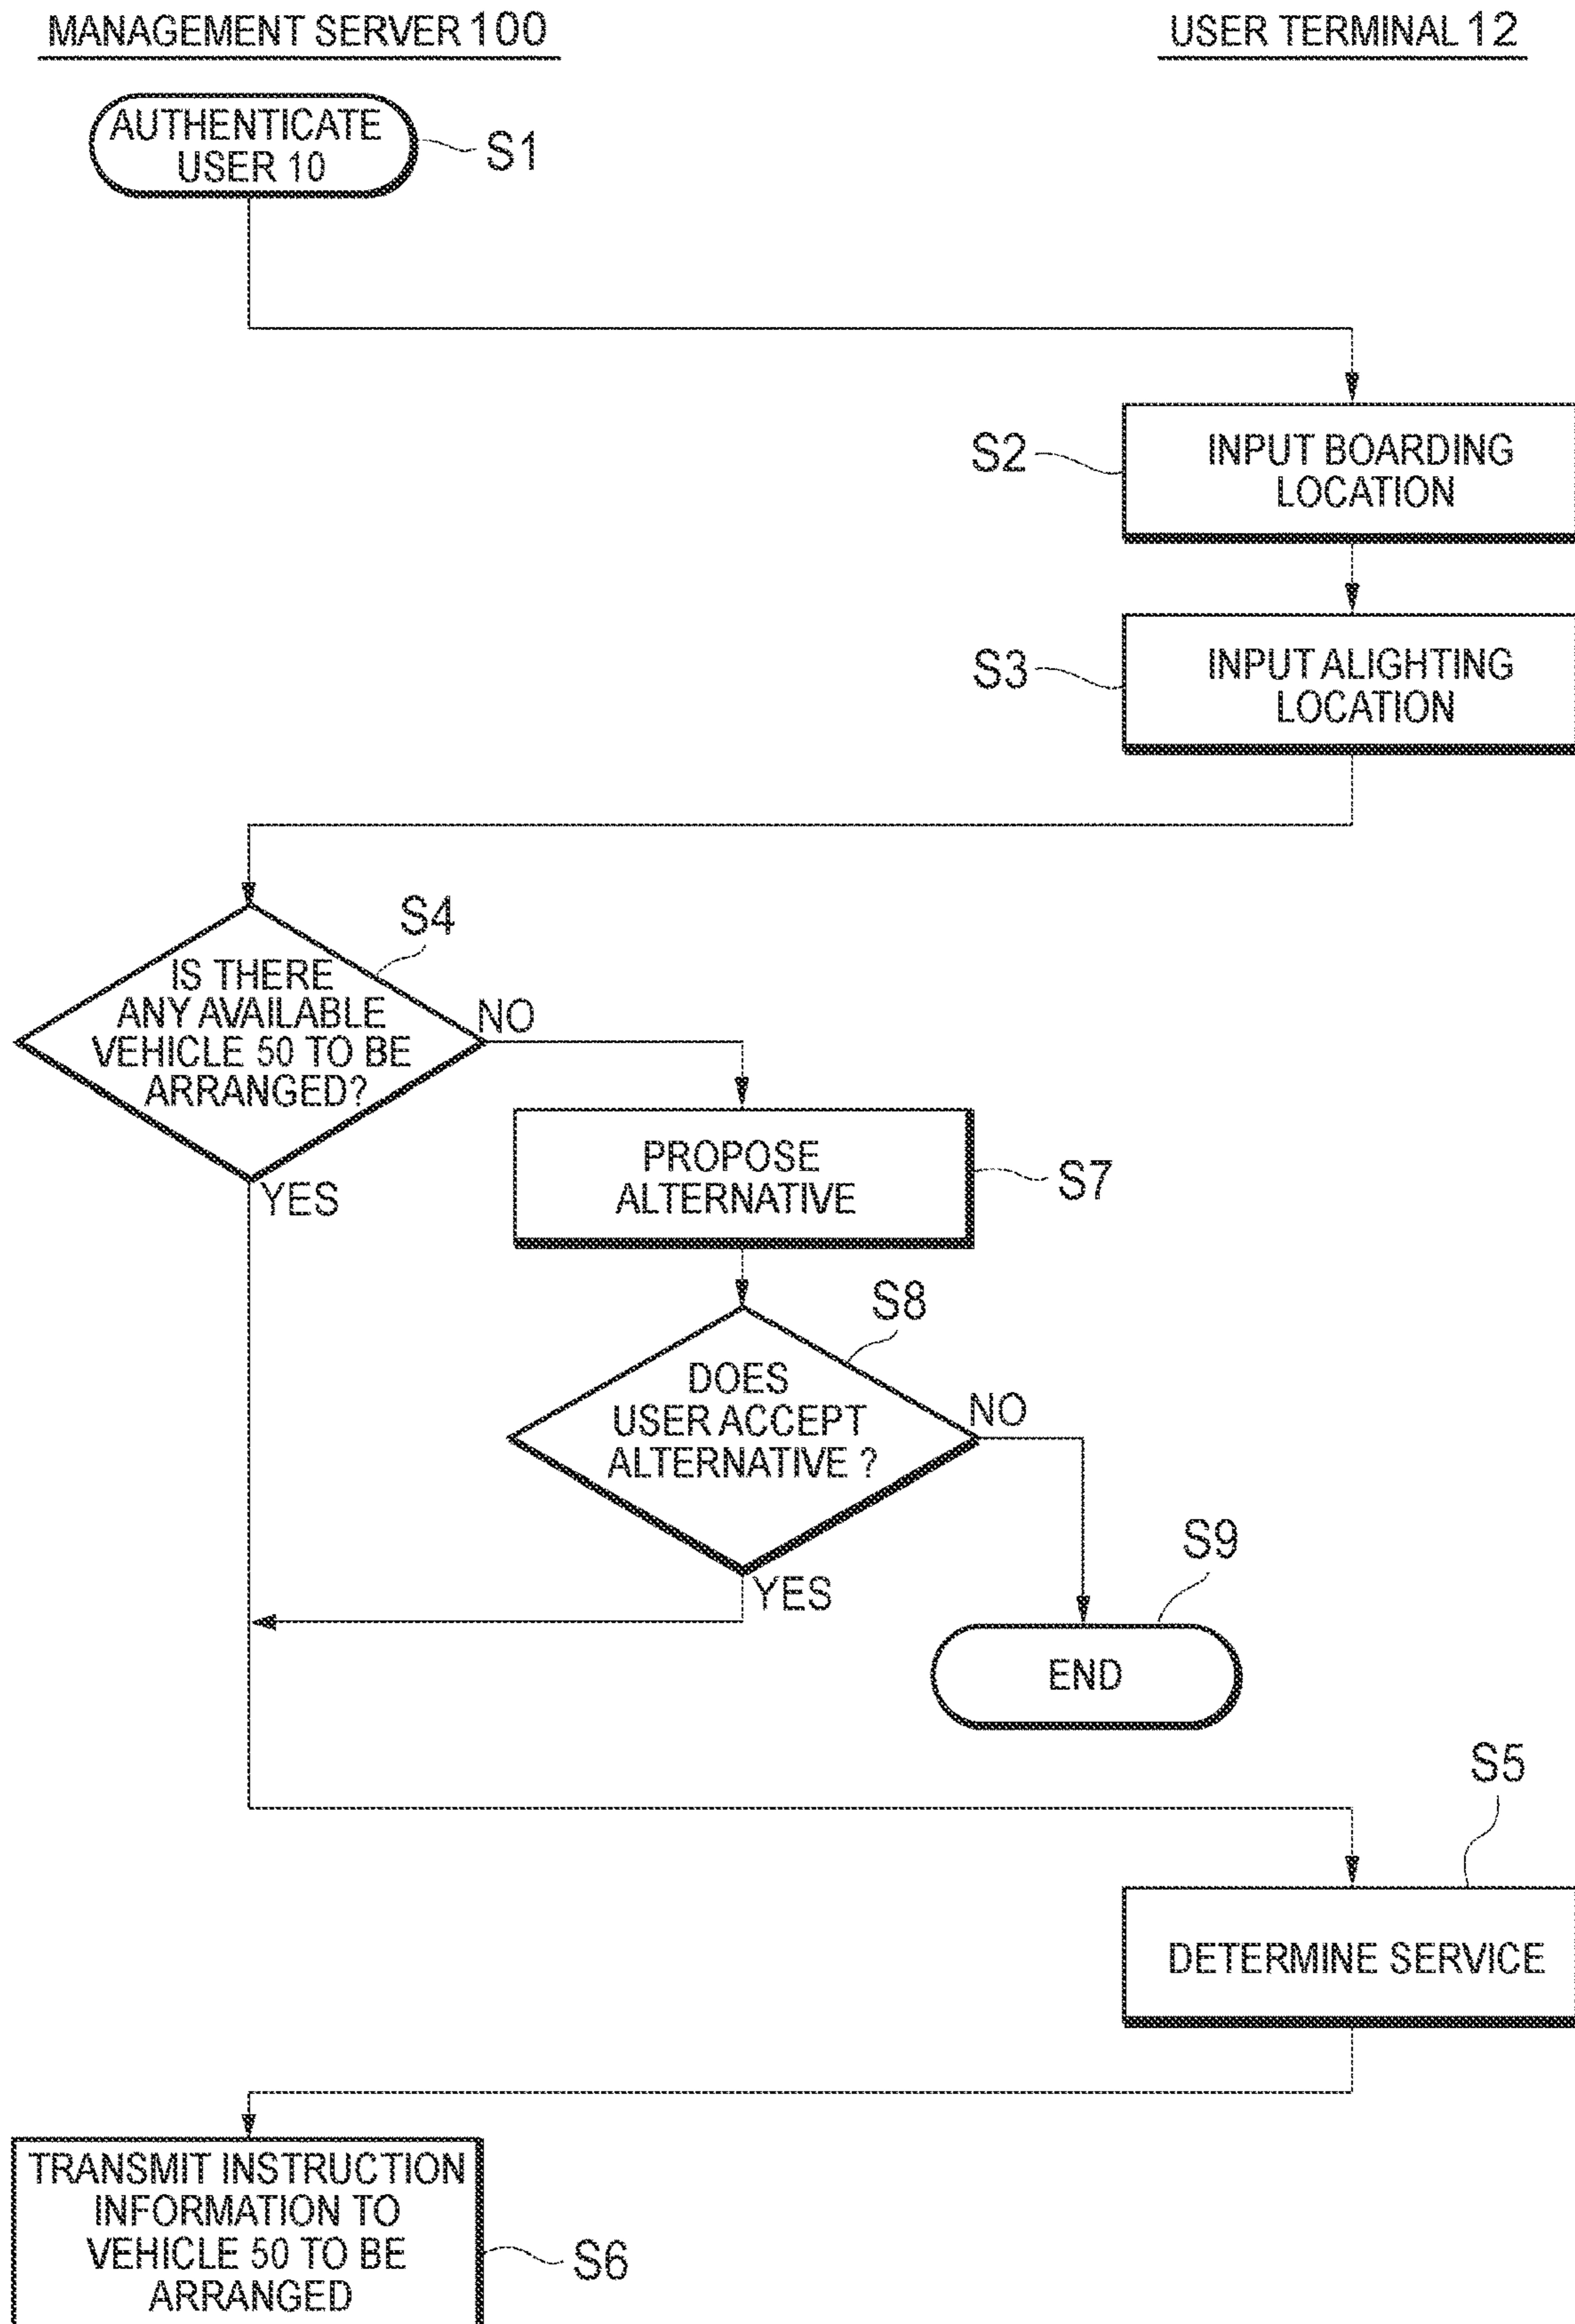 MANAGEMENT SERVER 100
USER TERMINAL 12
AUTHENTICATE
USER 10
S1
S2
INPUT BOARDING
LOCATION
S3
INPUT ALIGHTING
LOCATION
S4
IS THERE
ANY AVAILABLE
VEHICLE 50 TO BE
ARRANGED?
NO
YES
PROPOSE
ALTERNATIVE
S7
S8
DOES
USER ACCEPT
ALTERNATIVE ?
NO
YES
S9
END
S5
DETERMINE SERVICE
TRANSMIT INSTRUCTION
INFORMATION TO
VEHICLE 50 TO BE
ARRANGED
S6